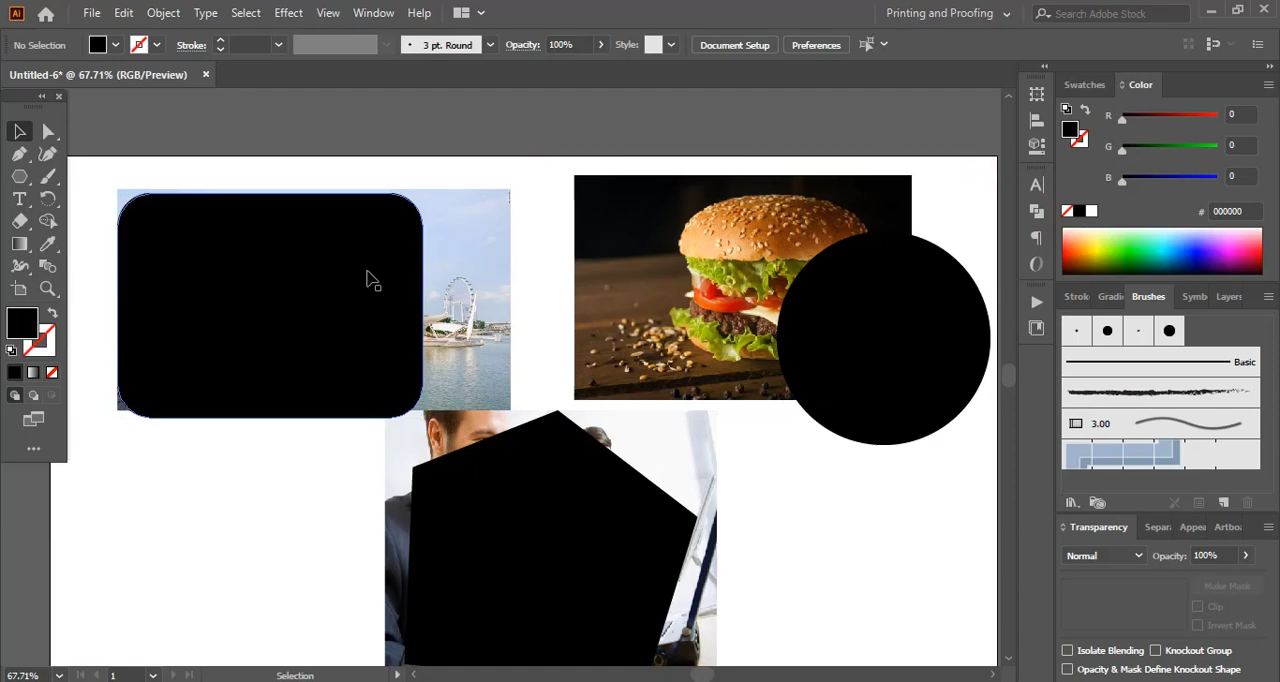 Ai File Edit Object Type Select Effect View Window Help Printing and Proofing Search Adobe Stock
No Selection Stroke: 3 pt. Round Opacity: 100% Style: Document Setup Preferences
Untitled-6* @ 67.71% (RGB/Preview)
Swatches Color
R 0
G 0
B 0
# 000000
Strok Gradi Brushes Symb Layers
Basic
3.00
Transparency Separ Appea Artboa
Normal Opacity: 100%
Make Mask
Clip
Invert Mask
Isolate Blending Knockout Group
Opacity & Mask Define Knockout Shape
67.71% 1 Selection